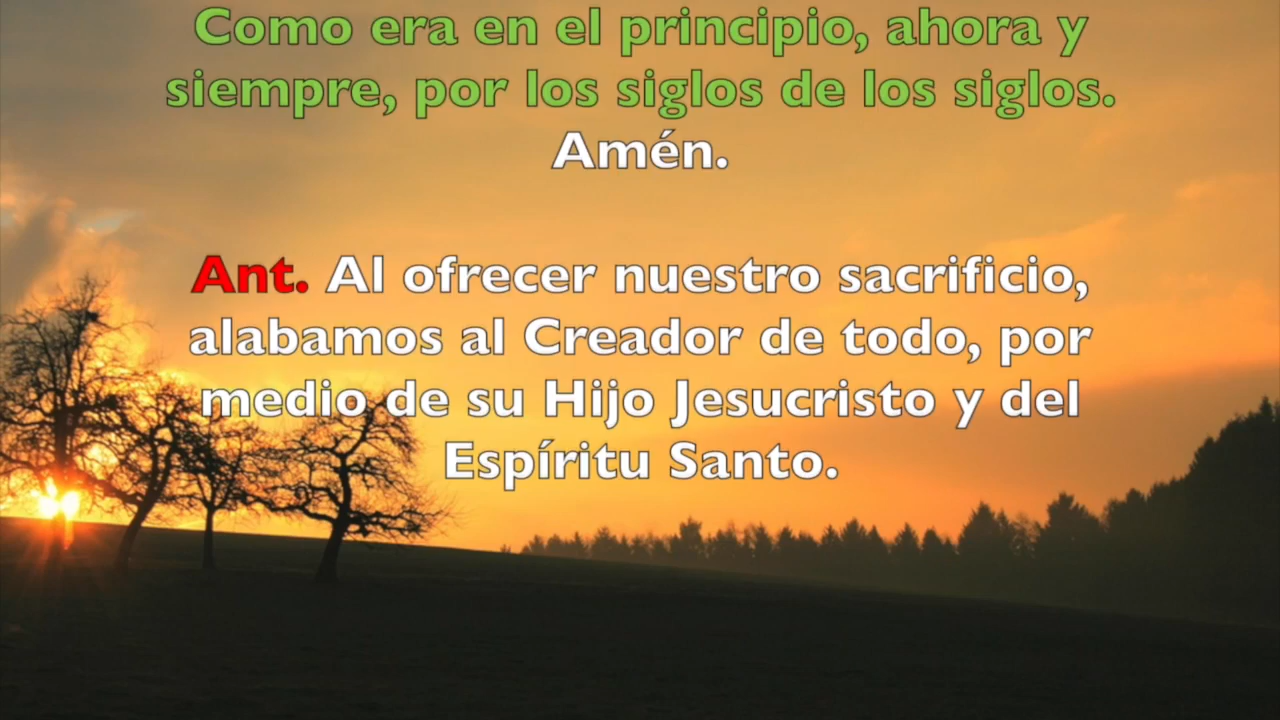 Como era en el principio, ahora y
siempre, por los siglos de los siglos.
Amén.
Ant. Al ofrecer nuestro sacrificio,
alabamos al Creador de todo, por
medio de su Hijo Jesucristo y del
Espíritu Santo.